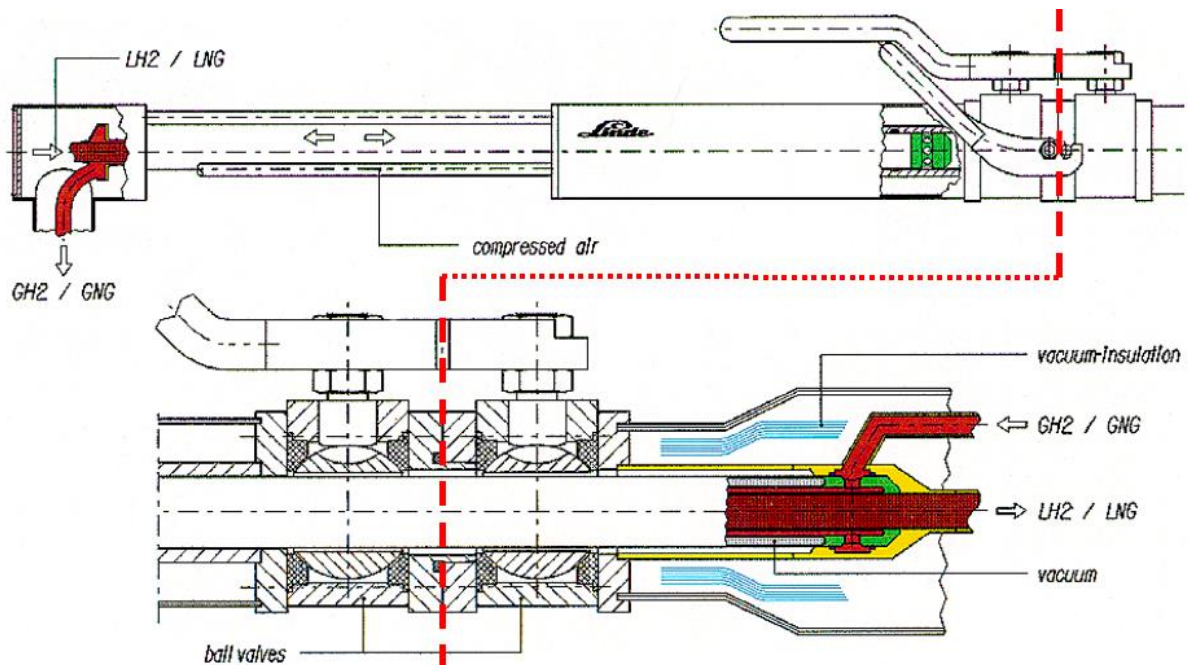 LH2 / LNG
Linde
compressed air
GH2 / GNG
vacuum-insulation
GH2 / GNG
LH2 / LNG
vacuum
ball valves